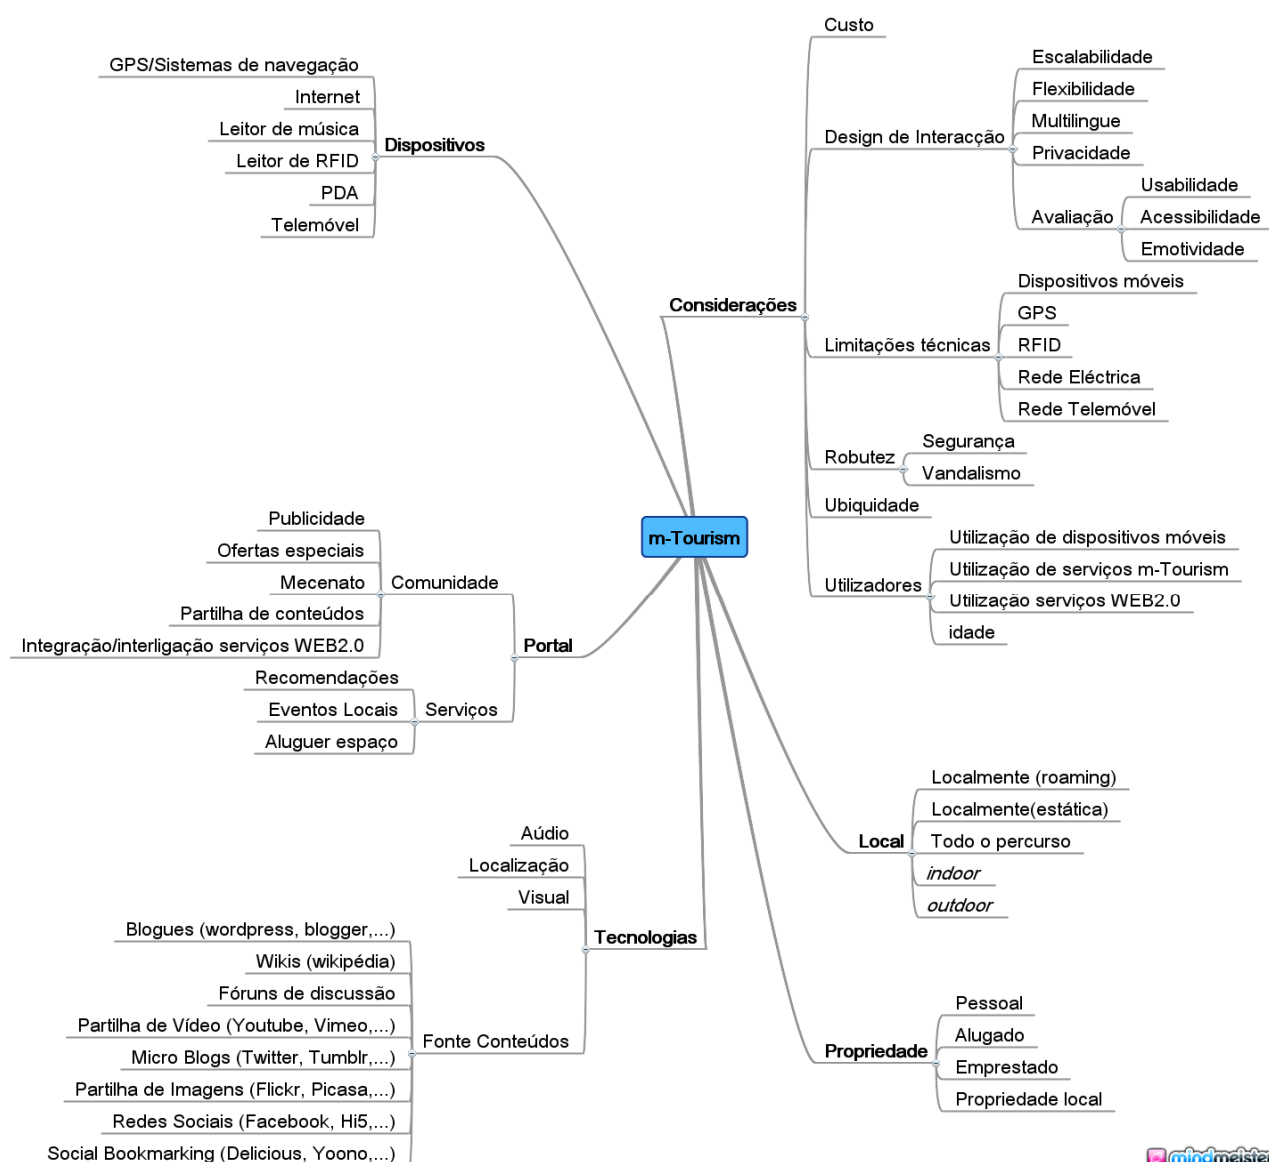 m-Tourism
Dispositivos
GPS/Sistemas de navegação
Internet
Leitor de música
Leitor de RFID
PDA
Telemóvel
Portal
Comunidade
Publicidade
Ofertas especiais
Mecenato
Partilha de conteúdos
Integração/interligação serviços WEB2.0
Serviços
Recomendações
Eventos Locais
Aluguer espaço
Tecnologias
Aúdio
Localização
Visual
Fonte Conteúdos
Blogues (wordpress, blogger,...)
Wikis (wikipédia)
Fóruns de discussão
Partilha de Vídeo (Youtube, Vimeo,...)
Micro Blogs (Twitter, Tumblr,...)
Partilha de Imagens (Flickr, Picasa,...)
Redes Sociais (Facebook, Hi5,...)
Social Bookmarking (Delicious, Yoono,...)
Considerações
Custo
Design de Interacção
Escalabilidade
Flexibilidade
Multilingue
Privacidade
Avaliação
Usabilidade
Acessibilidade
Emotividade
Limitações técnicas
Dispositivos móveis
GPS
RFID
Rede Eléctrica
Rede Telemóvel
Robutez
Segurança
Vandalismo
Ubiquidade
Utilizadores
Utilização de dispositivos móveis
Utilização de serviços m-Tourism
Utilização serviços WEB2.0
idade
Local
Localmente (roaming)
Localmente(estática)
Todo o percurso
indoor
outdoor
Propriedade
Pessoal
Alugado
Emprestado
Propriedade local
mindmeister